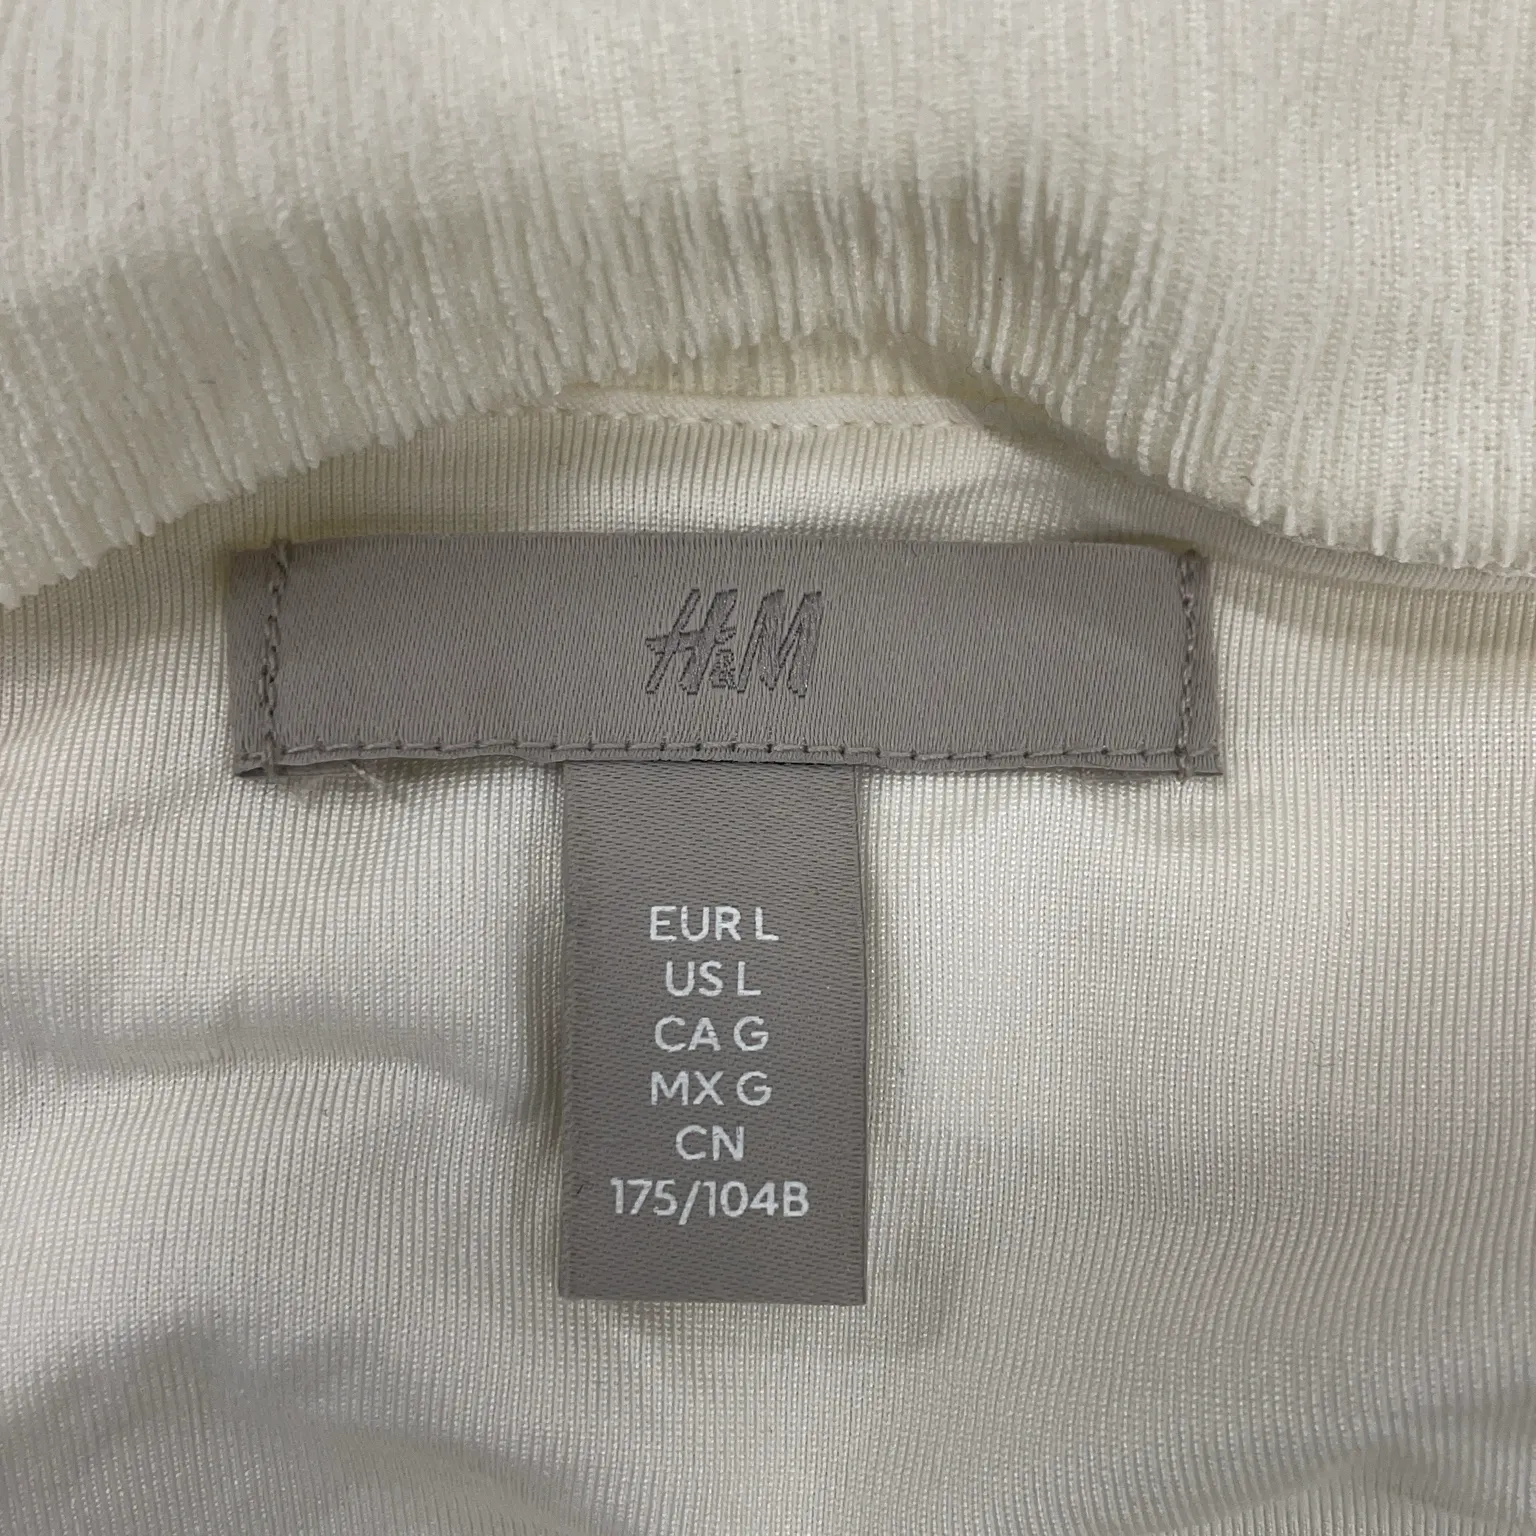 H&M
EUR L
US L
CA G
MX G
CN
175/104B